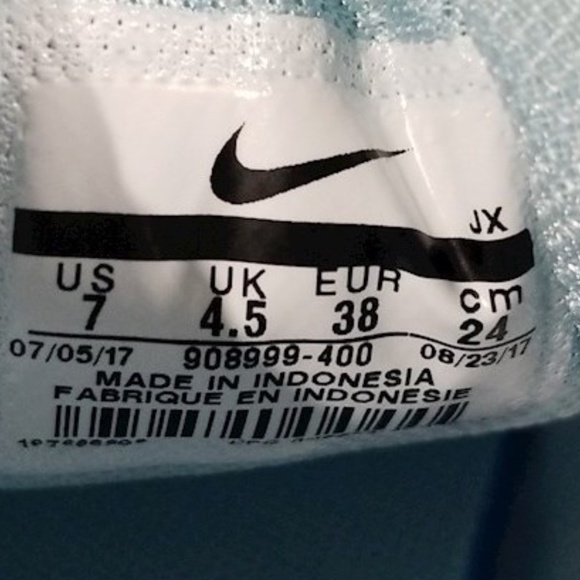 JX
US UK EUR cm
7 4.5 38 24
07/05/17 908999-400 08/23/17
MADE IN INDONESIA
FABRIQUE EN INDONESIE